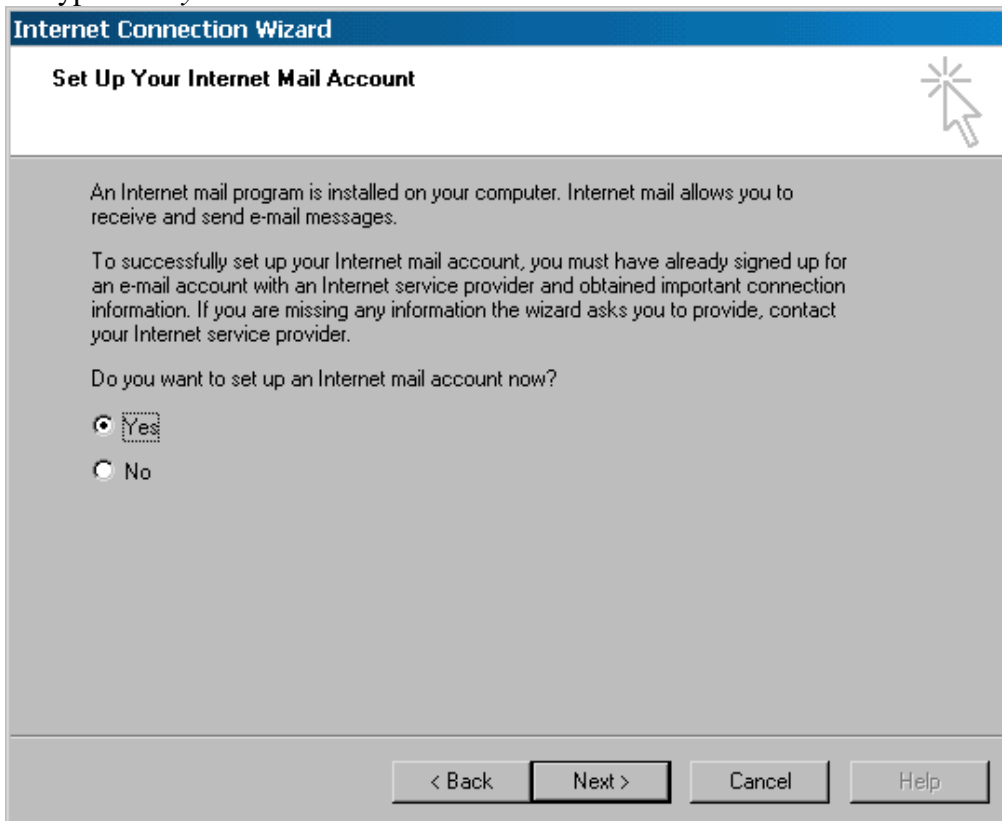 Internet Connection Wizard
Set Up Your Internet Mail Account
An Internet mail program is installed on your computer. Internet mail allows you to
receive and send e-mail messages.
To successfully set up your Internet mail account, you must have already signed up for
an e-mail account with an Internet service provider and obtained important connection
information. If you are missing any information the wizard asks you to provide, contact
your Internet service provider.
Do you want to set up an Internet mail account now?
Yes
No
< Back Next > Cancel Help